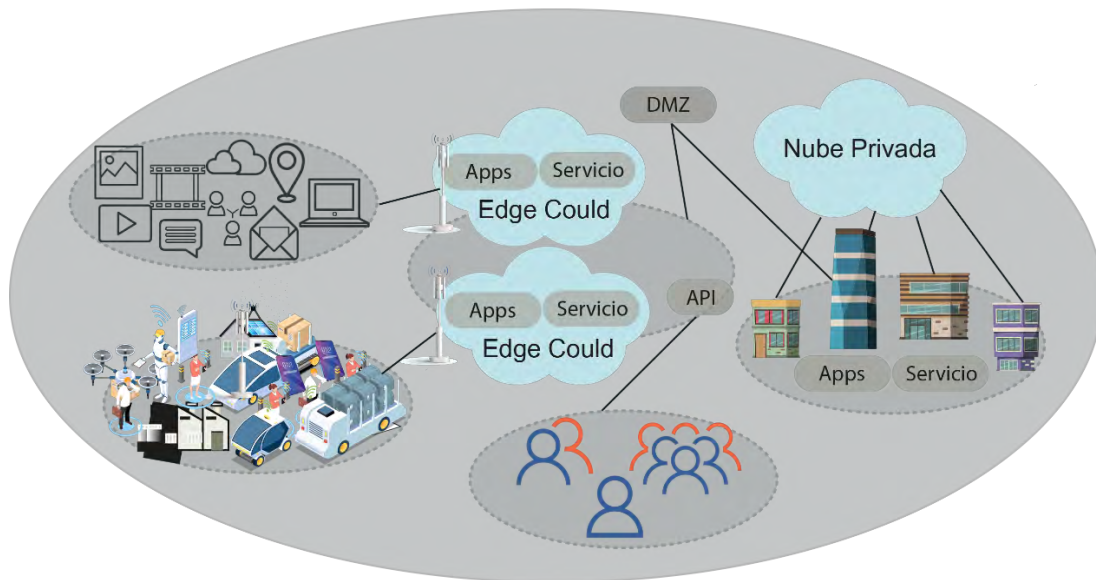 DMZ
Nube Privada
Apps
Servicio
Edge Could
API
Apps
Servicio
Edge Could
Apps
Servicio